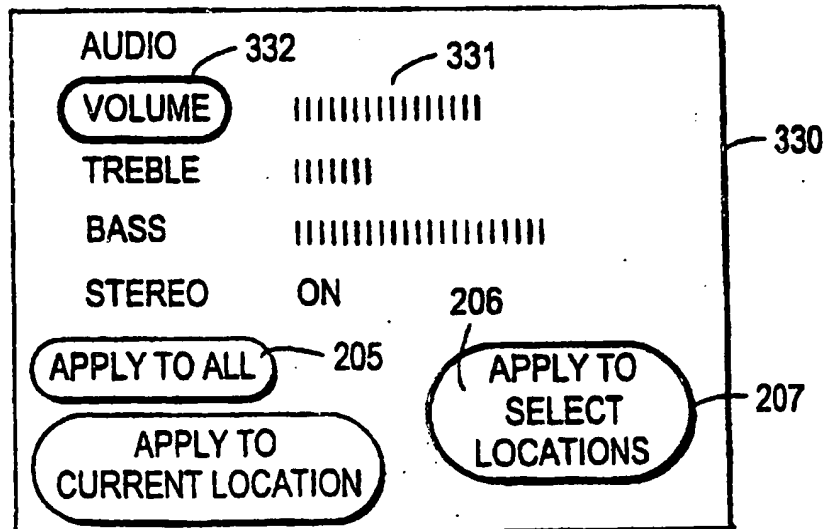 AUDIO 332 331
VOLUME
TREBLE 330
BASS
STEREO ON 206
APPLY TO ALL 205
APPLY TO
SELECT
LOCATIONS 207
APPLY TO
CURRENT LOCATION